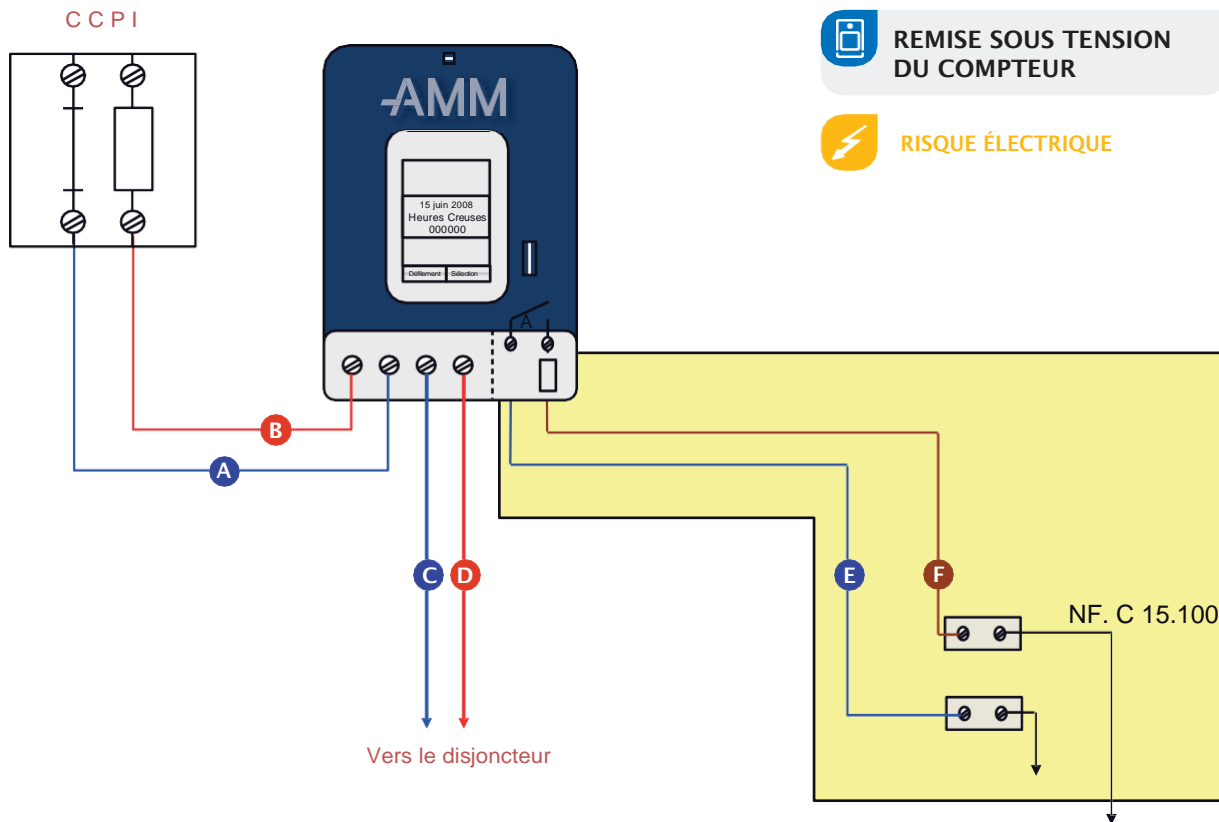 C C P I
REMISE SOUS TENSION
DU COMPTEUR
RISQUE ÉLECTRIQUE
AMM
15 juin 2008
Heures Creuses
000000
Défilement Sélection
A
B
A
C D E F
NF. C 15.100
Vers le disjoncteur